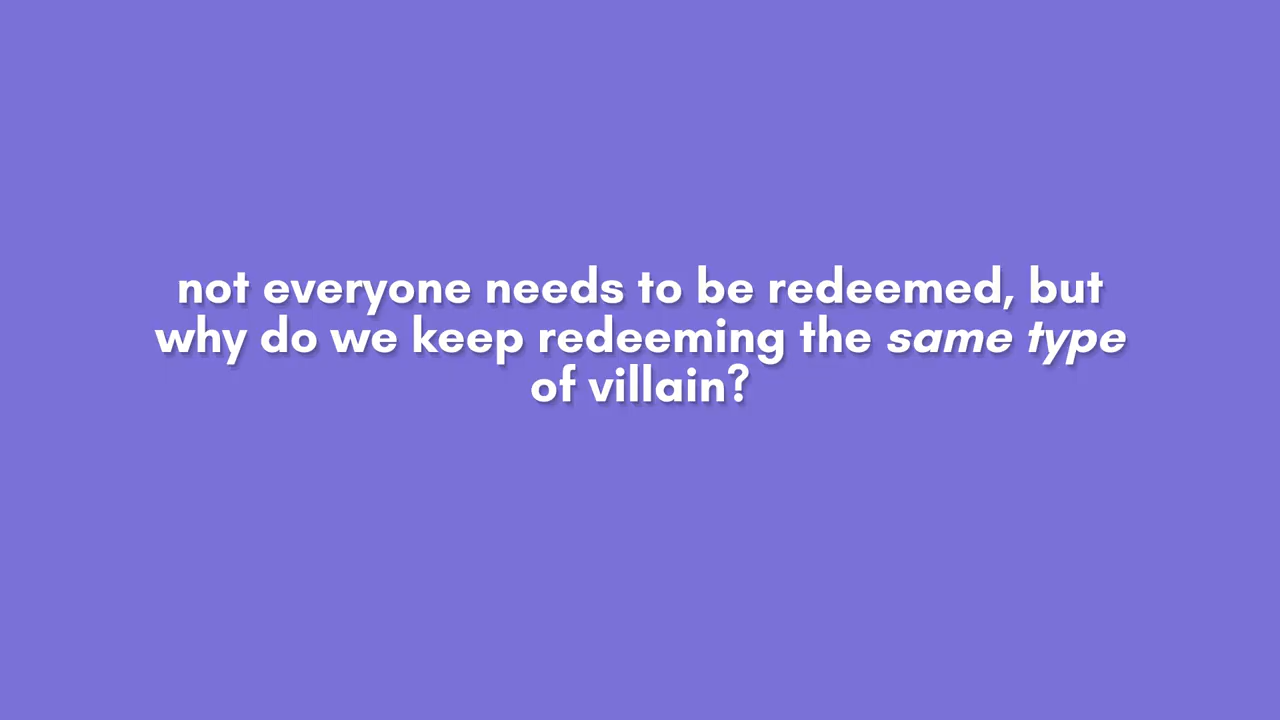 not everyone needs to be redeemed, but
why do we keep redeeming the same type
of villain?